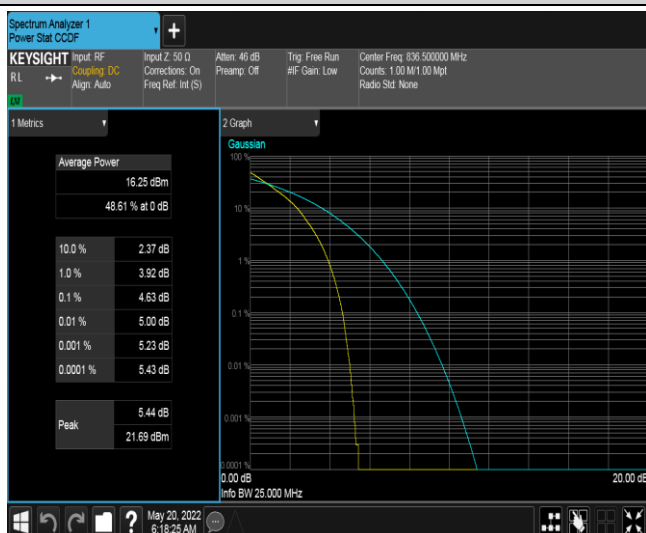 Spectrum Analyzer 1
Power Stat CCDF
KEYSIGHT
RL
Input: RF
Coupling: DC
Align: Auto
Input Z: 50 Ω
Corrections: On
Freq Ref: Int (S)
Atten: 46 dB
Preamp: Off
Trig: Free Run
#IF Gain: Low
Center Freq: 836.500000 MHz
Counts: 1.00 M/1.00 Mpt
Radio Std: None
1 Metrics
Average Power
16.25 dBm
48.61 % at 0 dB
10.0 % 2.37 dB
1.0 % 3.92 dB
0.1 % 4.63 dB
0.01 % 5.00 dB
0.001 % 5.23 dB
0.0001 % 5.43 dB
Peak
5.44 dB
21.69 dBm
2 Graph
Gaussian
100 %
10 %
1 %
0.1 %
0.01 %
0.001 %
0.0001 %
0.00 dB
20.00 dB
Info BW 25.000 MHz
?
May 20, 2022
6:18:25 AM